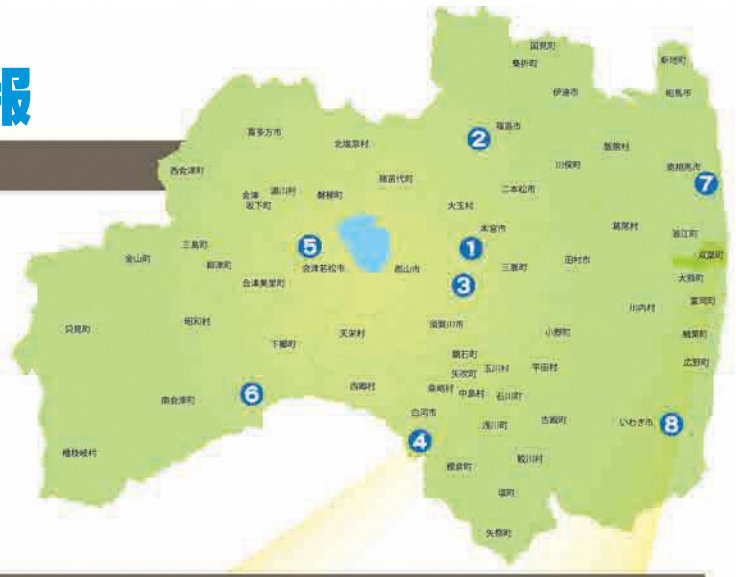 報
国見町
桑折町
新地町
伊達市
相馬市
福島市
2
喜多方市
北塩原村
飯舘村
川俣町
西会津町
猪苗代町
南相馬市
7
会津
坂下町
湯川村
磐梯町
二本松市
大玉村
葛尾村
浪江町
本宮市
1
5
三島町
柳津町
金山町
会津若松市
郡山市
三春町
田村市
双葉町
大熊町
会津美里町
3
川内村
富岡町
只見町
昭和村
天栄村
須賀川市
小野町
楢葉町
下郷町
鏡石町
広野町
矢吹町
玉川村
平田村
南会津町
6
西郷村
泉崎村
中島村
石川町
白河市
浅川町
古殿町
いわき市
8
4
檜枝岐村
棚倉町
鮫川村
塙町
矢祭町